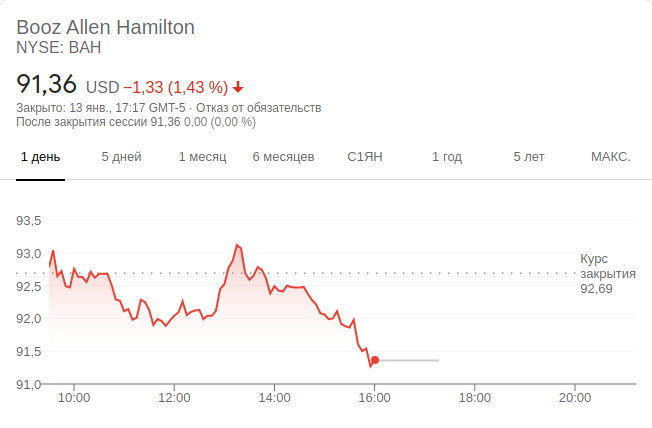 Booz Allen Hamilton
NYSE: BAH
91,36 USD −1,33 (1,43 %)
Закрыто: 13 янв., 17:17 GMT-5 · Отказ от обязательств
После закрытия сессии 91,36 0,00 (0,00 %)
1 день 5 дней 1 месяц 6 месяцев С1ЯН 1 год 5 лет МАКС.
93,5
93,0
92,5
92,0
91,5
91,0
Курс
закрытия
92,69
10:00 12:00 14:00 16:00 18:00 20:00